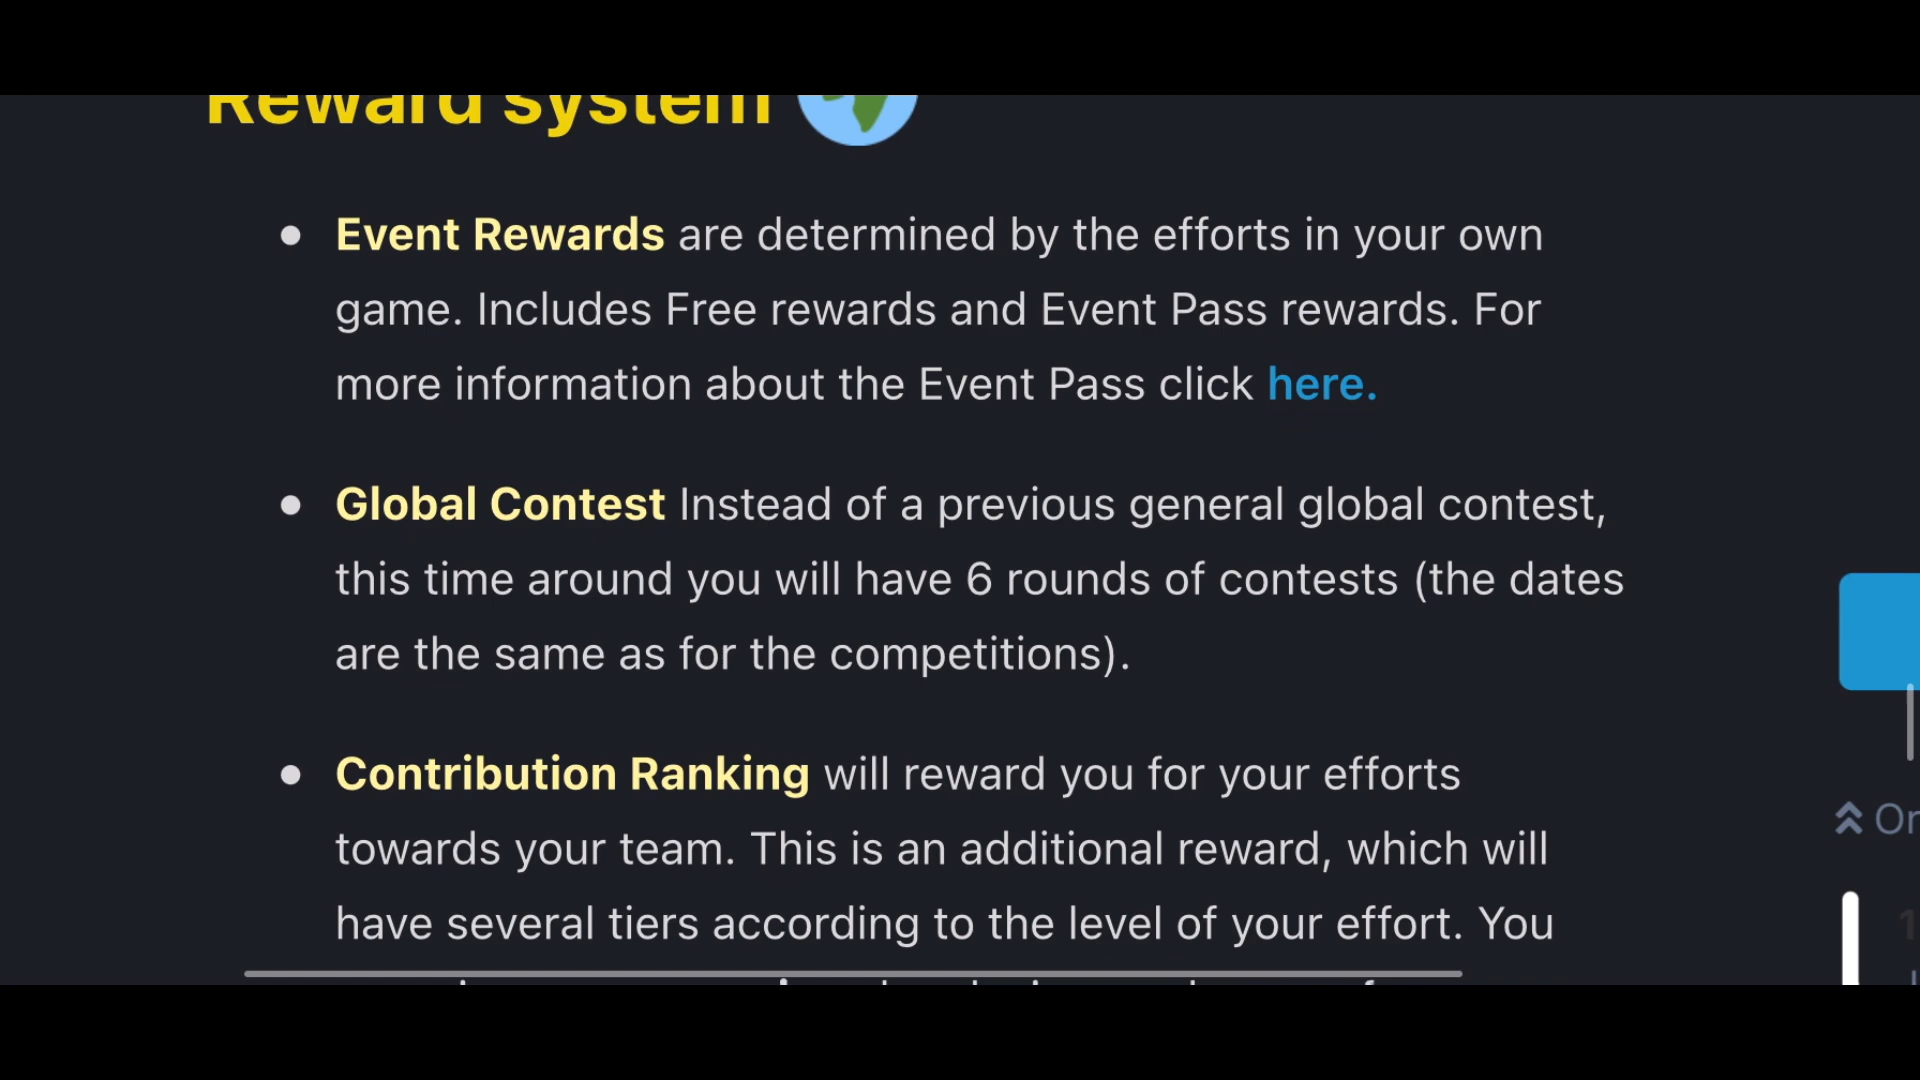 Reward system
Event Rewards are determined by the efforts in your own
game. Includes Free rewards and Event Pass rewards. For
more information about the Event Pass click here.
Global Contest Instead of a previous general global contest,
this time around you will have 6 rounds of contests (the dates
are the same as for the competitions).
Contribution Ranking will reward you for your efforts
towards your team. This is an additional reward, which will
have several tiers according to the level of your effort. You